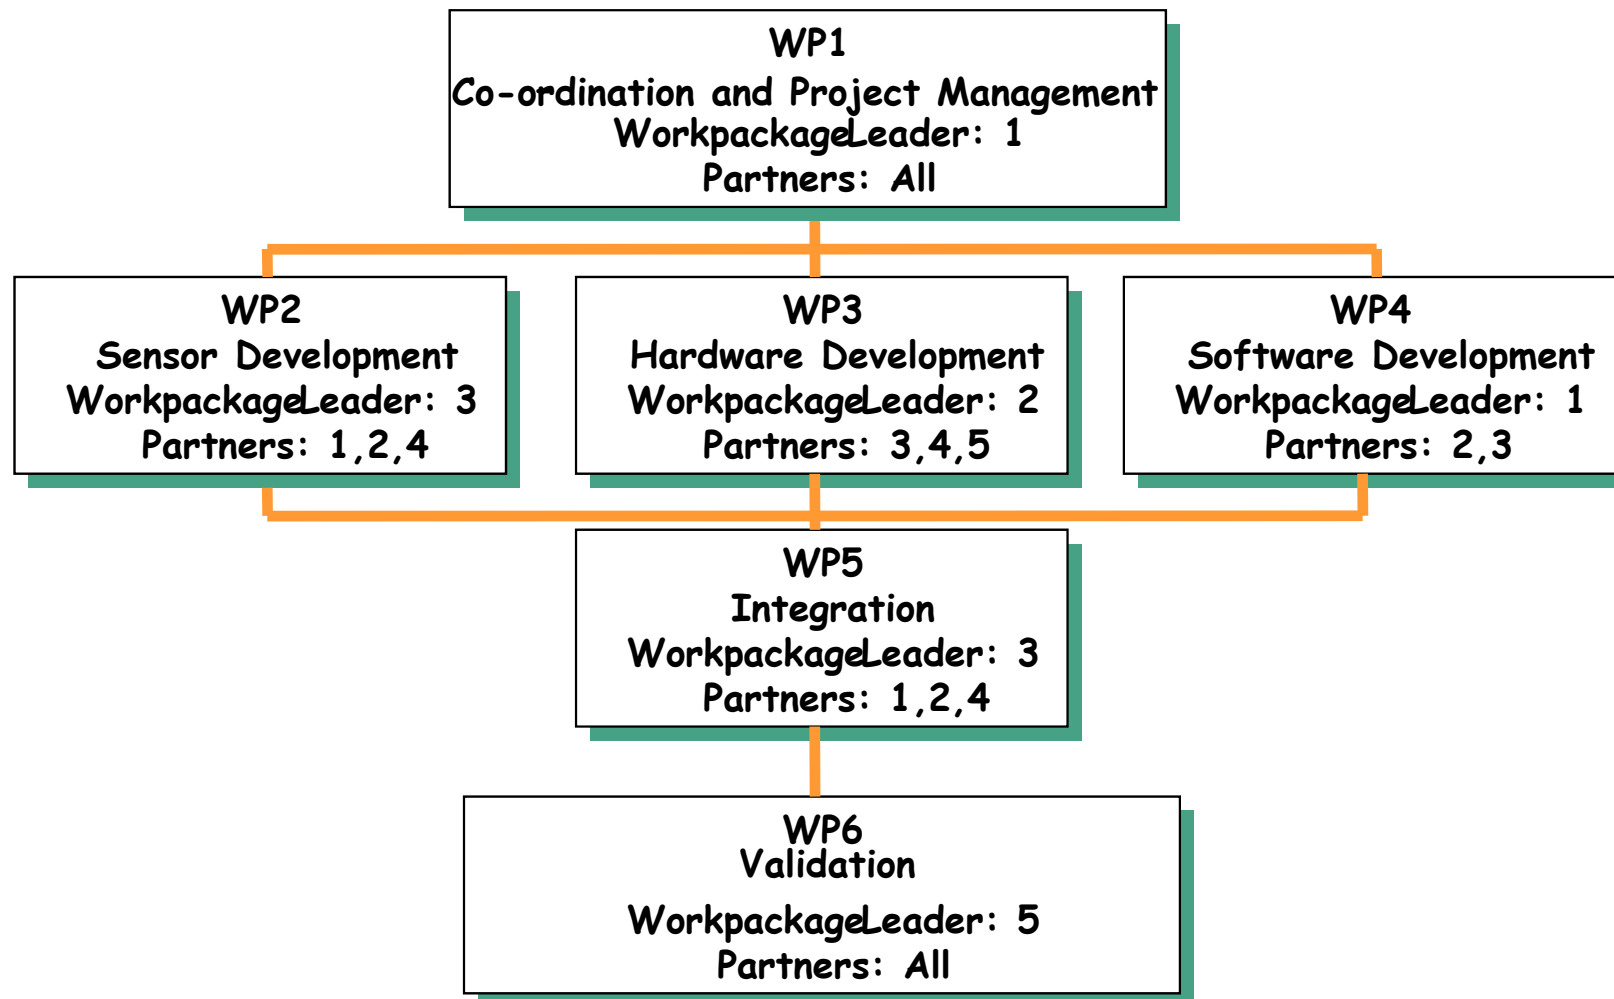 WP1
Co-ordination and Project Management
WorkpackageLeader: 1
Partners: All
WP2
Sensor Development
WorkpackageLeader: 3
Partners: 1,2,4
WP3
Hardware Development
WorkpackageLeader: 2
Partners: 3,4,5
WP4
Software Development
WorkpackageLeader: 1
Partners: 2,3
WP5
Integration
WorkpackageLeader: 3
Partners: 1,2,4
WP6
Validation
WorkpackageLeader: 5
Partners: All